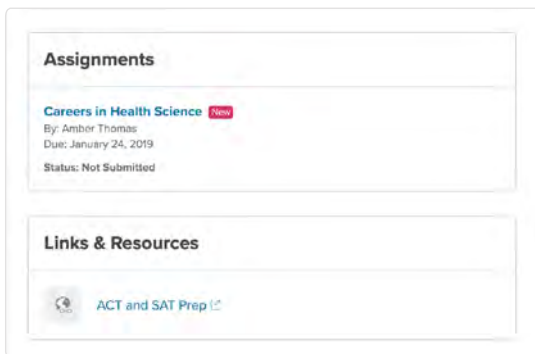 Assignments
Careers in Health Science New
By: Amber Thomas
Due: January 24, 2019
Status: Not Submitted
Links & Resources
ACT and SAT Prep